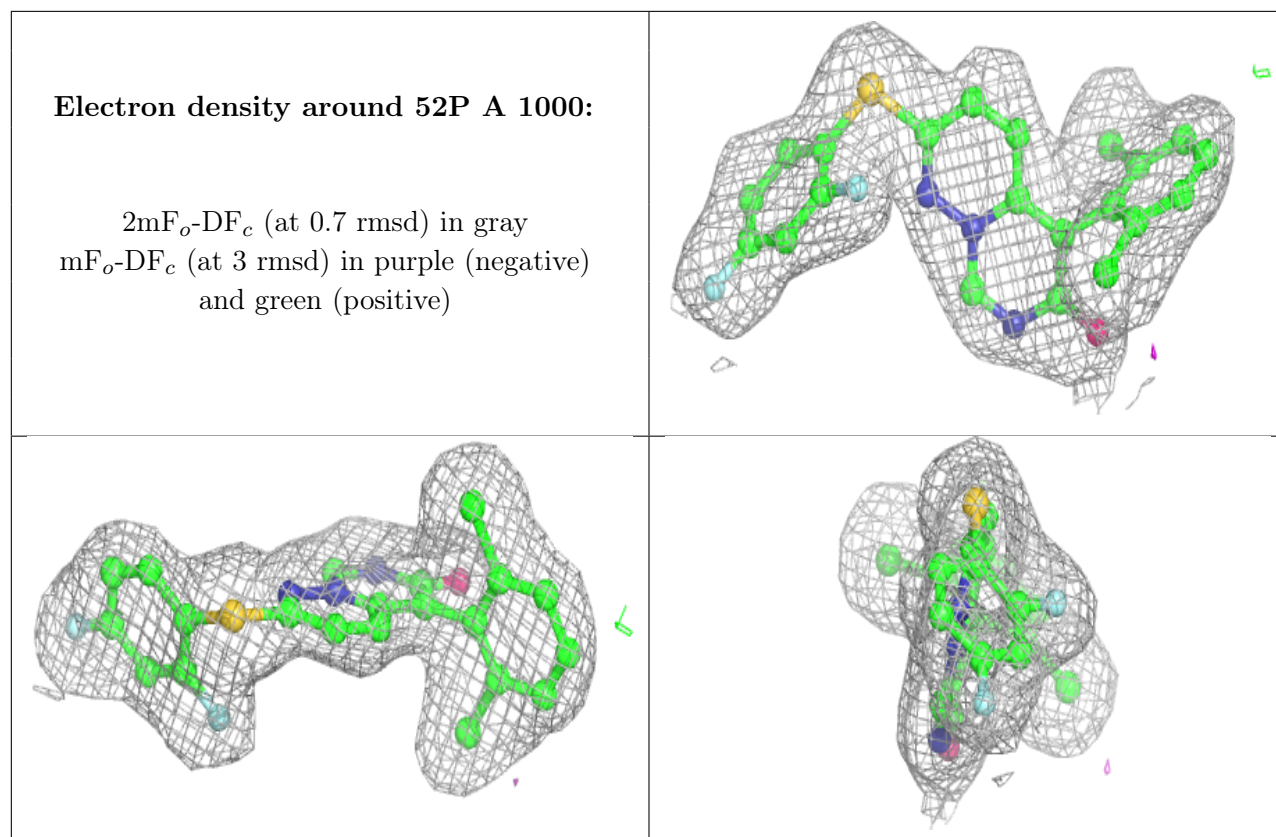 Electron density around 52P A 1000:
2mFo-DFc (at 0.7 rmsd) in gray
mFo-DFc (at 3 rmsd) in purple (negative)
and green (positive)